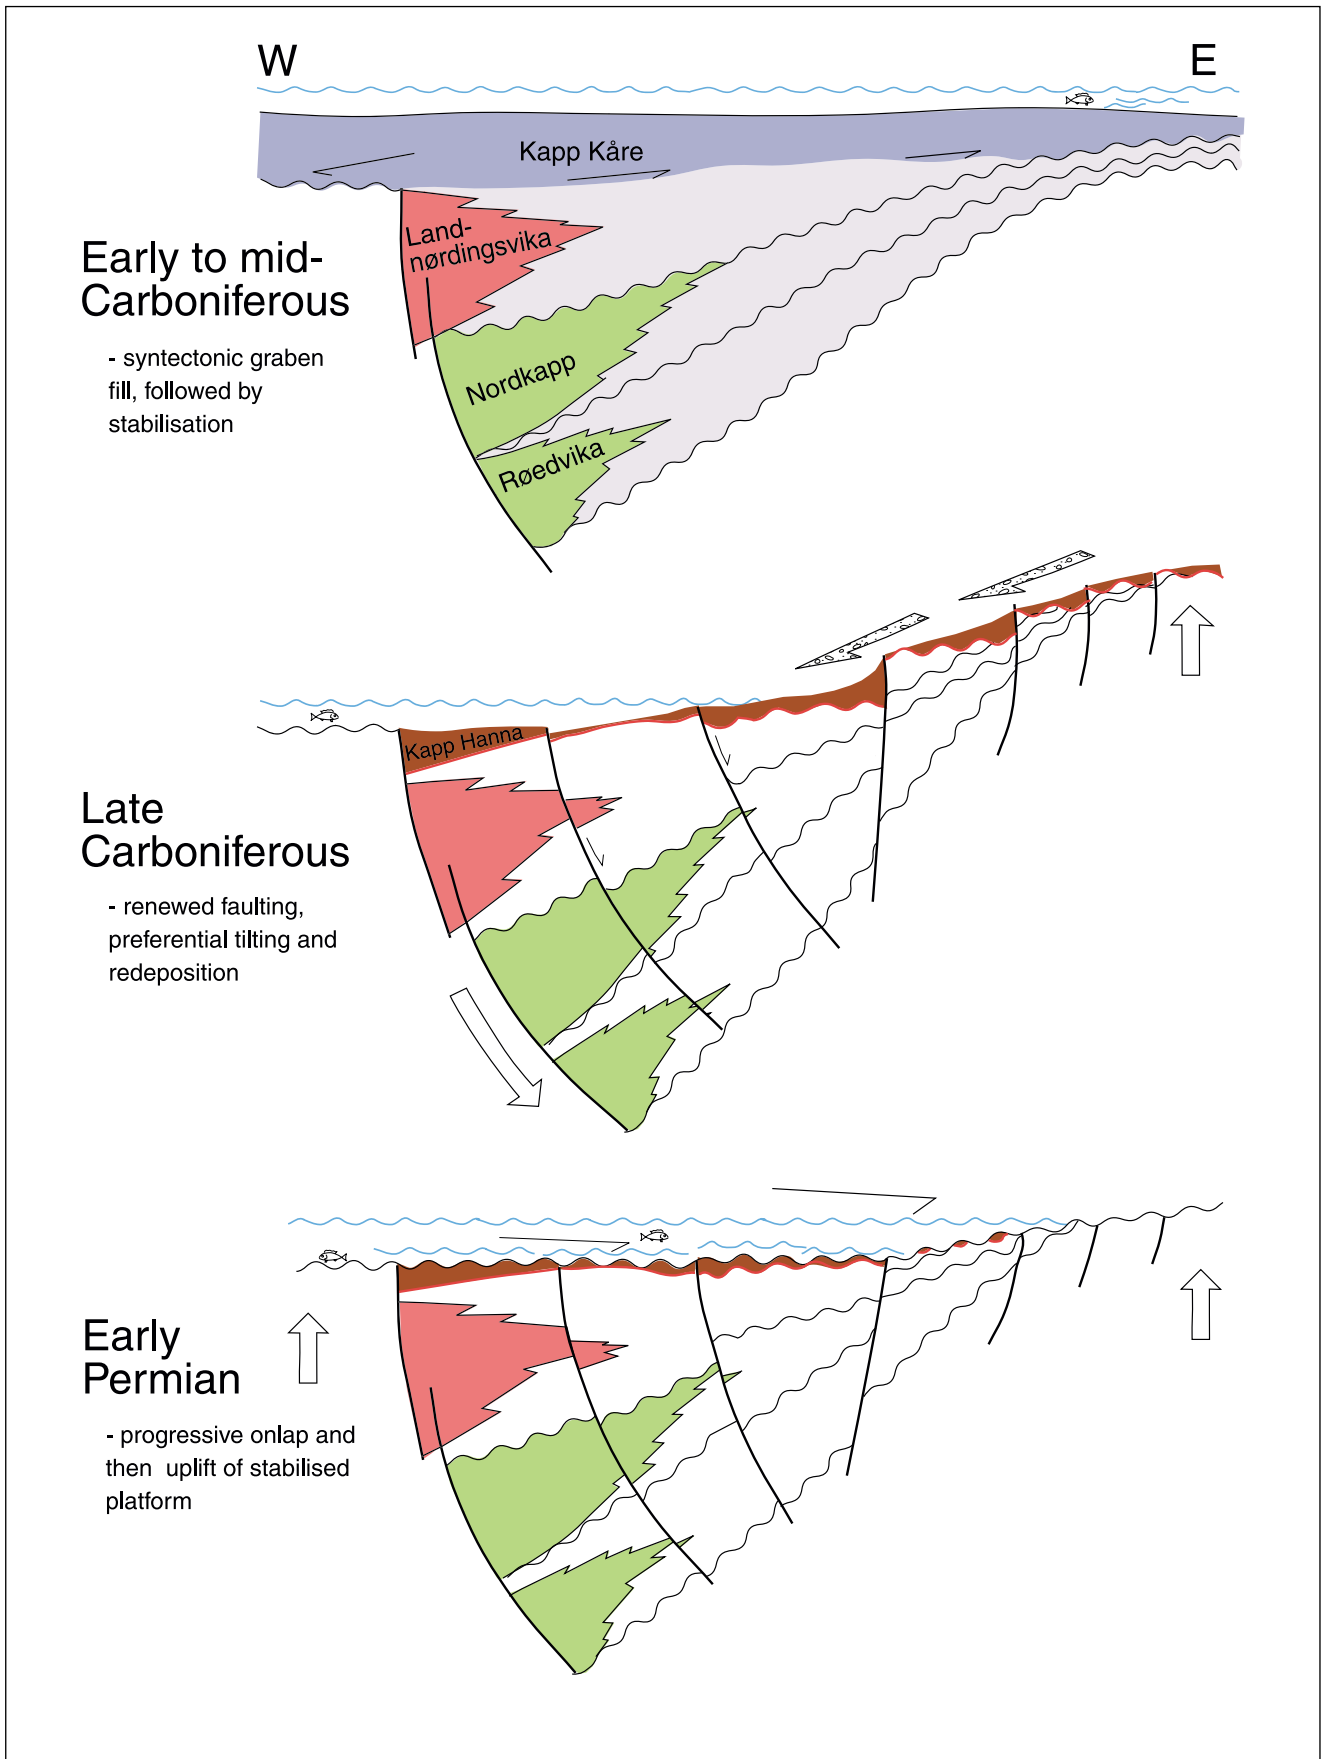 W
E
Kapp Kåre
Land-
nørdingsvika
Early to mid-
Carboniferous
- syntectonic graben
fill, followed by
stabilisation
Nordkapp
Røedvika
Kapp Hanna
Late
Carboniferous
- renewed faulting,
preferential tilting and
redeposition
Early
Permian
- progressive onlap and
then uplift of stabilised
platform